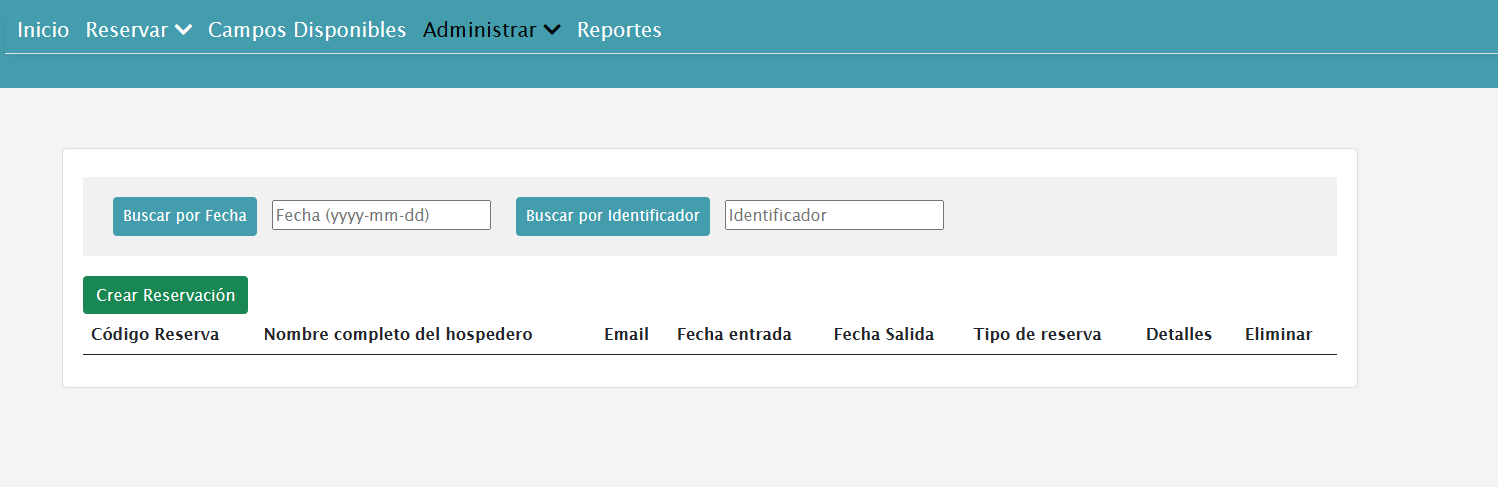 Inicio Reservar Campos Disponibles Administrar Reportes
Buscar por Fecha Fecha (yyyy-mm-dd) Buscar por Identificador Identificador
Crear Reservación
Código Reserva Nombre completo del hospedero Email Fecha entrada Fecha Salida Tipo de reserva Detalles Eliminar